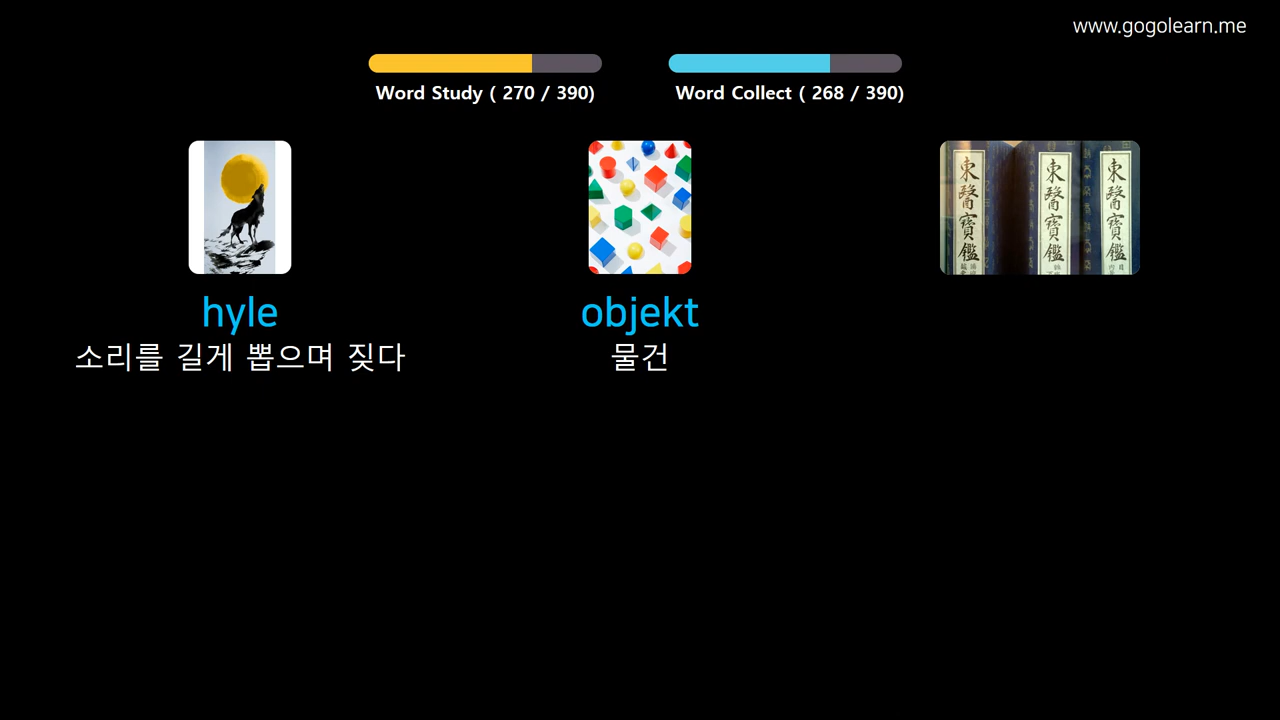 www.gogolearn.me
Word Study ( 270 / 390)
Word Collect ( 268 / 390)
東醫寶鑑
東醫寶鑑
東醫寶鑑
hyle
objekt
소리를 길게 뽑으며 짖다
물건